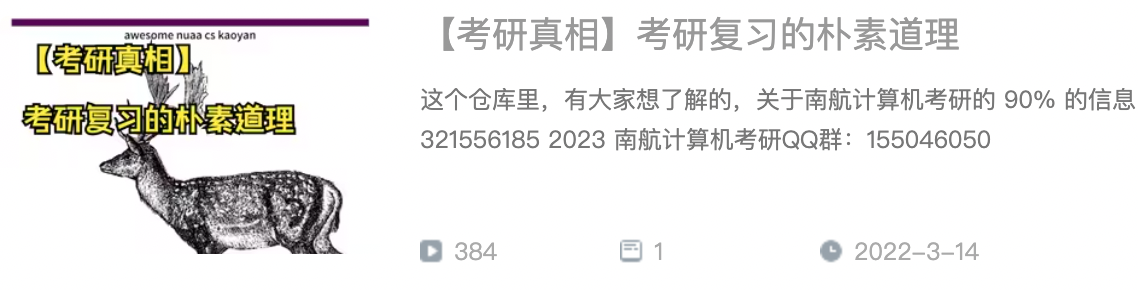 awesome nuaa cs kaoyan
【考研真相】
考研复习的朴素道理
【考研真相】考研复习的朴素道理
这个仓库里，有大家想了解的，关于南航计算机考研的 90% 的信息
321556185 2023 南航计算机考研QQ群：155046050
384
1
2022-3-14